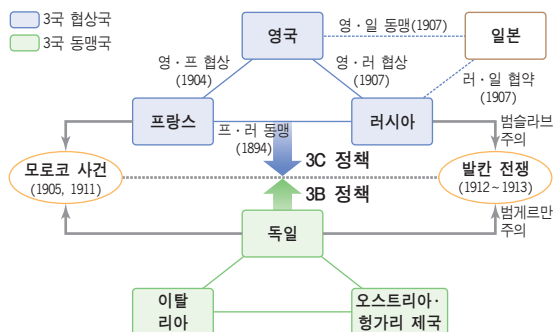 3국 협상국
3국 동맹국
영국
영·일 동맹(1907)
일본
영·프 협상
(1904)
영·러 협상
(1907)
러·일 협약
(1907)
프랑스
프·러 동맹
(1894)
러시아
범슬라브
주의
모로코 사건
(1905, 1911)
3C 정책
3B 정책
발칸 전쟁
(1912~1913)
범게르만
주의
독일
이탈
리아
오스트리아·
헝가리 제국